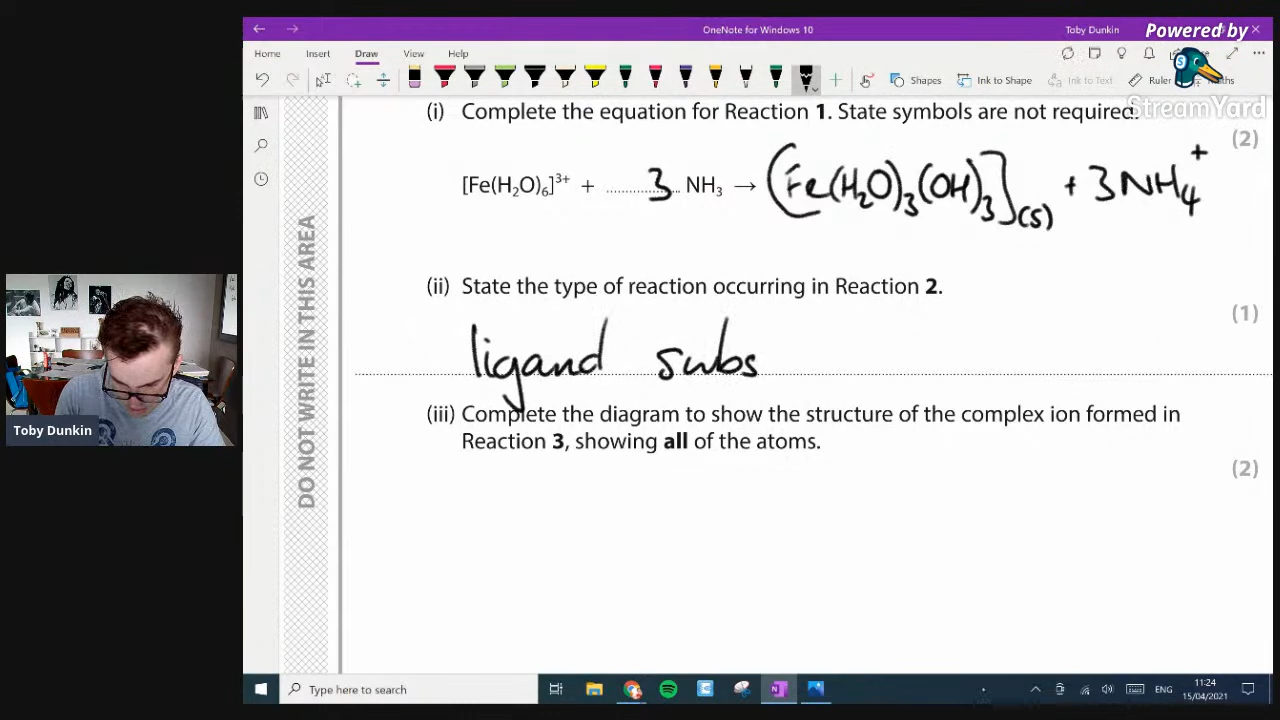 OneNote for Windows 10
Toby Dunkin
Powered by
StreamYard
Home Insert Draw View Help
Shapes Ink to Shape Ink to Text Ruler Maths
(i) Complete the equation for Reaction 1. State symbols are not required.
(2)
[Fe(H₂O)₆]³⁺ + 3 NH₃ → [Fe(H₂O)₃(OH)₃](s) + 3NH₄⁺
(ii) State the type of reaction occurring in Reaction 2.
(1)
ligand subs
(iii) Complete the diagram to show the structure of the complex ion formed in
Reaction 3, showing all of the atoms.
(2)
DO NOT WRITE IN THIS AREA
Toby Dunkin
Type here to search
ENG
11:24
15/04/2021